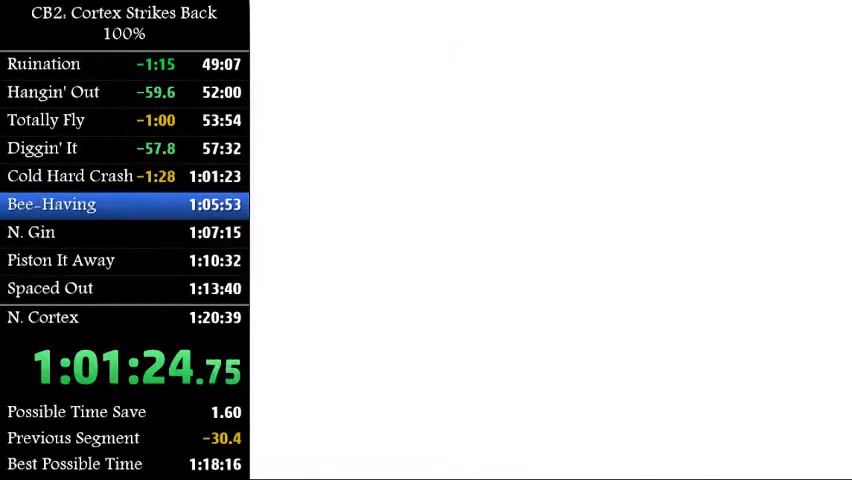 CB2: Cortex Strikes Back
100%
Ruination -1:15 49:07
Hangin' Out -59.6 52:00
Totally Fly -1:00 53:54
Diggin' It -57.8 57:32
Cold Hard Crash -1:28 1:01:23
Bee-Having 1:05:53
N. Gin 1:07:15
Piston It Away 1:10:32
Spaced Out 1:13:40
N. Cortex 1:20:39
1:01:24.75
Possible Time Save 1.60
Previous Segment -30.4
Best Possible Time 1:18:16